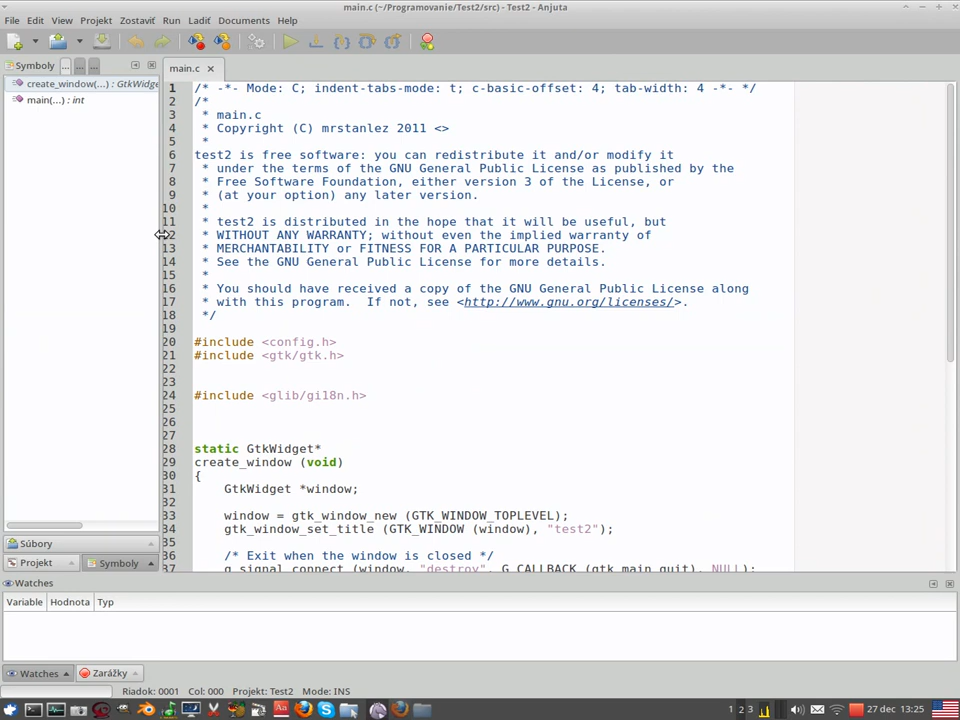 main.c (~/Programovanie/Test2/src) - Test2 - Anjuta
File Edit View Projekt Zostaviť Run Ladiť Documents Help
Symboly ... ... ...
main.c
create_window(...) : GtkWidge
main(...) : int
1 /* -*- Mode: C; indent-tabs-mode: t; c-basic-offset: 4; tab-width: 4 -*- */
2 /*
3 * main.c
4 * Copyright (C) mrstanlez 2011 <>
5 *
6 test2 is free software: you can redistribute it and/or modify it
7 * under the terms of the GNU General Public License as published by the
8 * Free Software Foundation, either version 3 of the License, or
9 * (at your option) any later version.
10 *
11 * test2 is distributed in the hope that it will be useful, but
12 * WITHOUT ANY WARRANTY; without even the implied warranty of
13 * MERCHANTABILITY or FITNESS FOR A PARTICULAR PURPOSE.
14 * See the GNU General Public License for more details.
15 *
16 * You should have received a copy of the GNU General Public License along
17 * with this program.  If not, see <http://www.gnu.org/licenses/>.
18 */
19
20 #include <config.h>
21 #include <gtk/gtk.h>
22
23
24 #include <glib/gi18n.h>
25
26
27
28 static GtkWidget*
29 create_window (void)
30 {
31 GtkWidget *window;
32
33 window = gtk_window_new (GTK_WINDOW_TOPLEVEL);
34 gtk_window_set_title (GTK_WINDOW (window), "test2");
35
36 /* Exit when the window is closed */
37 g_signal_connect (window, "destroy", G_CALLBACK (gtk_main_quit), NULL);
Súbory
Projekt Symboly
Watches
Variable Hodnota Typ
Watches Zarážky
Riadok: 0001 Col: 000 Projekt: Test2 Mode: INS
1 2 3 27 dec 13:25